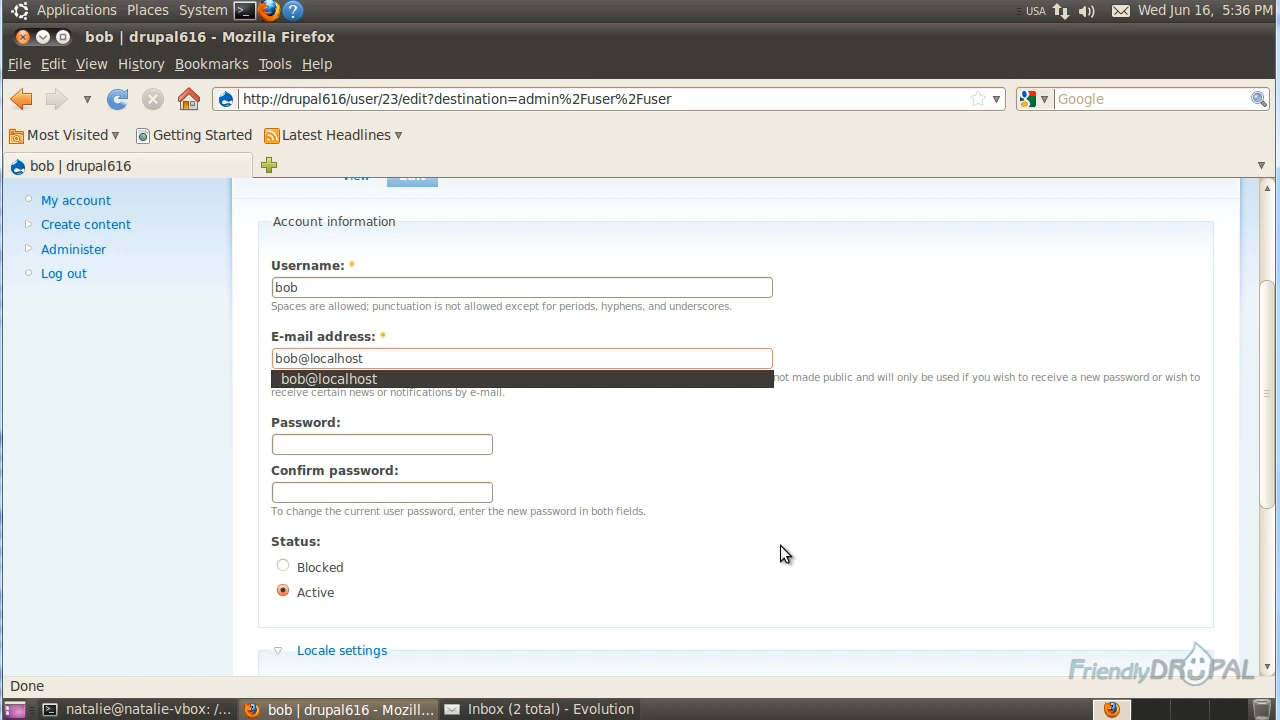 Applications Places System USA Wed Jun 16, 5:36 PM
bob | drupal616 - Mozilla Firefox
File Edit View History Bookmarks Tools Help
http://drupal616/user/23/edit?destination=admin%2Fuser%2Fuser Google
Most Visited Getting Started Latest Headlines
bob | drupal616
View Edit
My account
Create content
Administer
Log out
Account information
Username: *
bob
Spaces are allowed; punctuation is not allowed except for periods, hyphens, and underscores.
E-mail address: *
bob@localhost
bob@localhost
not made public and will only be used if you wish to receive a new password or wish to
receive certain news or notifications by e-mail.
Password:
Confirm password:
To change the current user password, enter the new password in both fields.
Status:
Blocked
Active
Locale settings
FriendlyDRUPAL
Done
natalie@natalie-vbox: /... bob | drupal616 - Mozill... Inbox (2 total) - Evolution